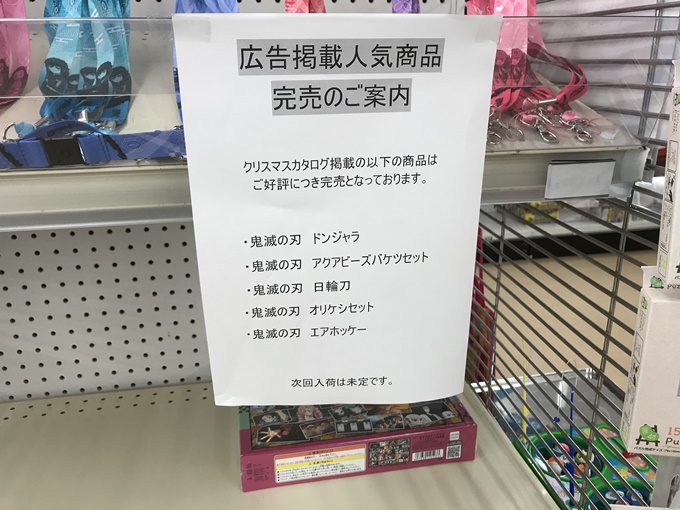 広告掲載人気商品
完売のご案内
クリスマスカタログ掲載の以下の商品は
ご好評につき完売となっております。
・鬼滅の刃 ドンジャラ
・鬼滅の刃 アクアビーズバケツセット
・鬼滅の刃 日輪刀
・鬼滅の刃 オリケシセット
・鬼滅の刃 エアホッケー
次回入荷は未定です。
15
Pu